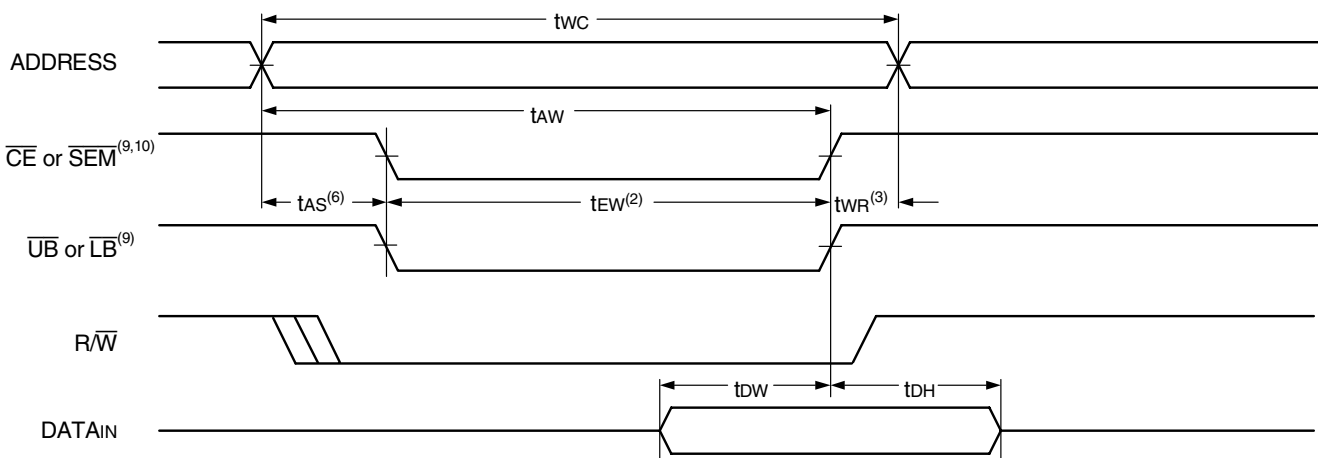 tWC
ADDRESS
tAW
CE or SEM(9,10)
tAS(6) tEW(2) tWR(3)
UB or LB(9)
R/W
tDW tDH
DATAIN